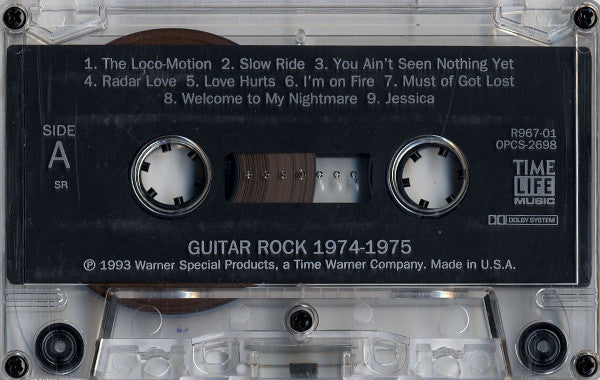 1. The Loco-Motion 2. Slow Ride 3. You Ain't Seen Nothing Yet
4. Radar Love 5. Love Hurts 6. I'm on Fire 7. Must of Got Lost
8. Welcome to My Nightmare 9. Jessica
SIDE
A
SR
R967-01
OPCS-2698
TIME
LIFE
MUSIC
DOLBY SYSTEM
GUITAR ROCK 1974-1975
℗ 1993 Warner Special Products, a Time Warner Company. Made in U.S.A.